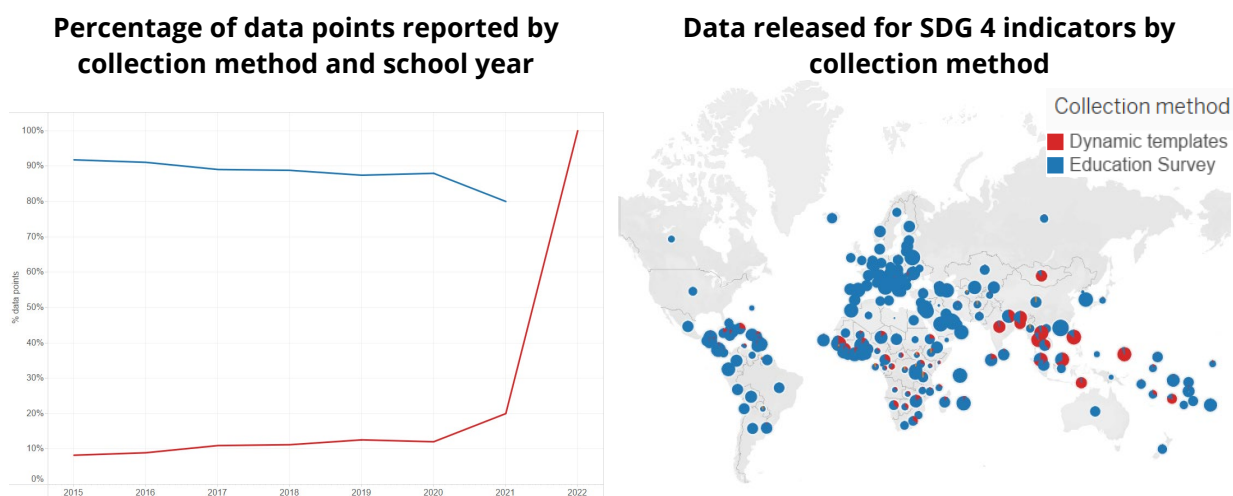 Percentage of data points reported by
collection method and school year
100%
90%
80%
70%
60%
50%
40%
30%
20%
10%
0%
% data points
2015 2016 2017 2018 2019 2020 2021 2022
Data released for SDG 4 indicators by
collection method
Collection method
Dynamic templates
Education Survey